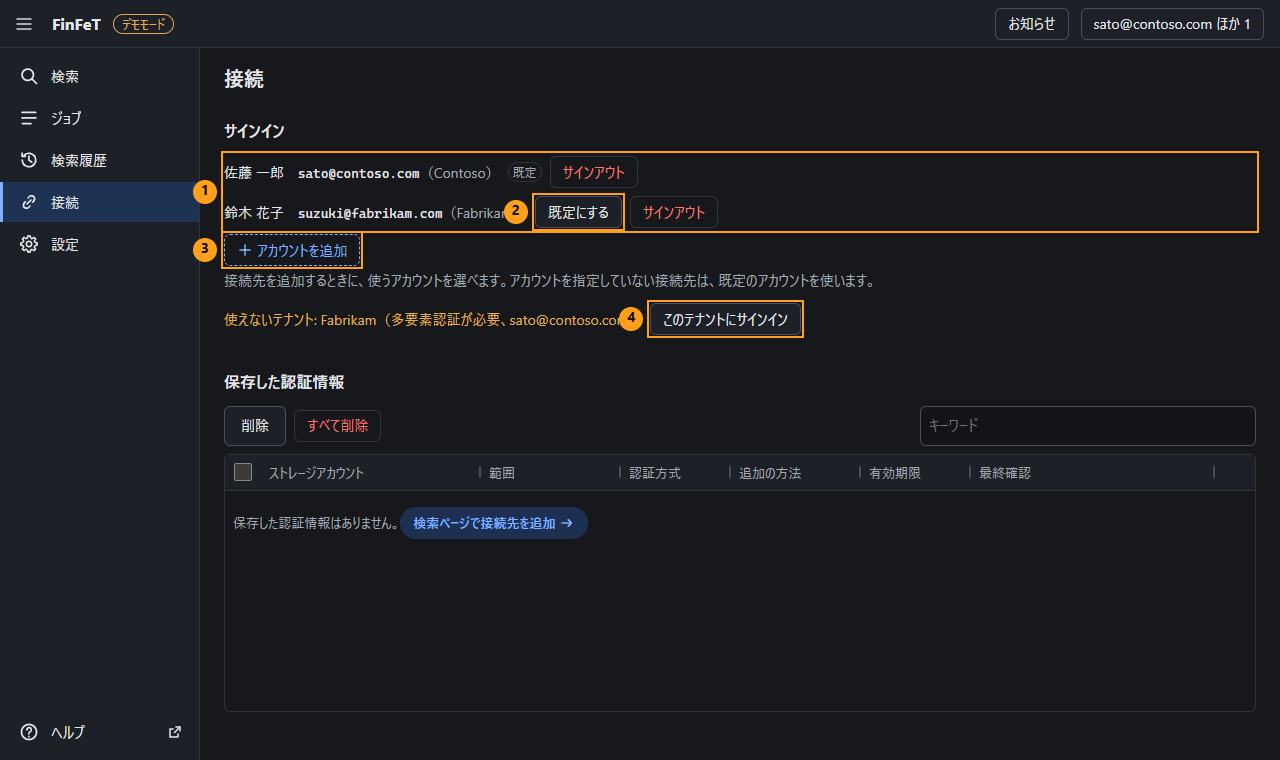 FinFeT デモモード お知らせ sato@contoso.com ほか 1
検索
ジョブ
検索履歴
接続
設定
ヘルプ
接続
サインイン
1
佐藤 一郎 sato@contoso.com（Contoso） 既定 サインアウト
鈴木 花子 suzuki@fabrikam.com 2 既定にする サインアウト
3 + アカウントを追加
接続先を追加するときに、使うアカウントを選べます。アカウントを指定していない接続先は、既定のアカウントを使います。
使えないテナント: Fabrikam（多要素認証が必要、 4 このテナントにサインイン
保存した認証情報
削除 すべて削除 キーワード
ストレージアカウント 範囲 認証方式 追加の方法 有効期限 最終確認
保存した認証情報はありません。 検索ページで接続先を追加 →